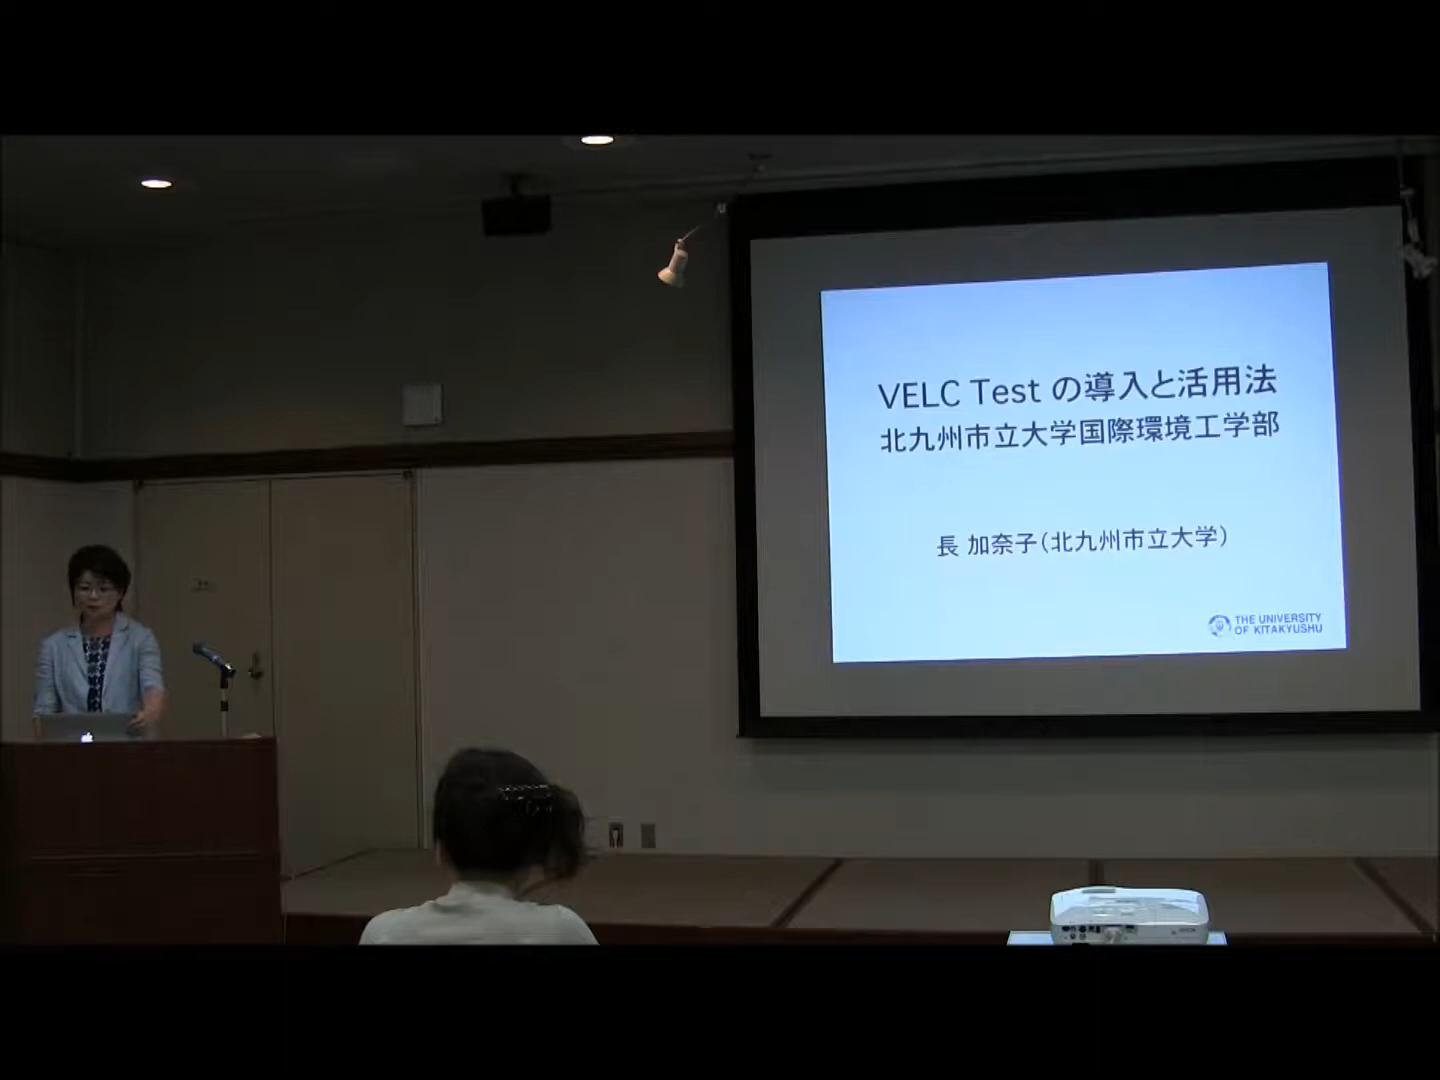 VELC Test の導入と活用法
北九州市立大学国際環境工学部
長 加奈子（北九州市立大学）
THE UNIVERSITY
OF KITAKYUSHU